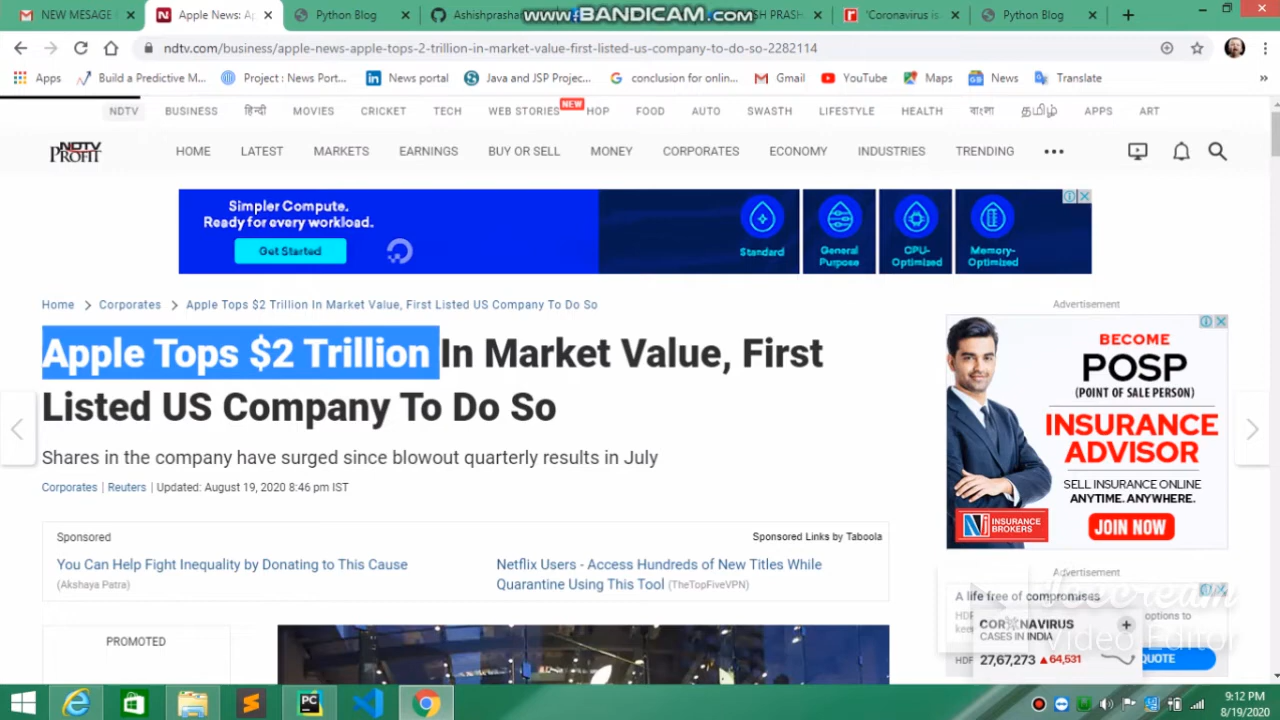 NEW MESAGE
Apple News: A
Python Blog
Ashishprasha
www.BANDICAM.com
SH PRASH
'Coronavirus is
Python Blog
ndtv.com/business/apple-news-apple-tops-2-trillion-in-market-value-first-listed-us-company-to-do-so-2282114
Apps
Build a Predictive M...
Project : News Port...
News portal
Java and JSP Projec...
conclusion for onlin...
Gmail
YouTube
Maps
News
Translate
»
NDTV
BUSINESS
हिन्दी
MOVIES
CRICKET
TECH
WEB STORIES
NEW
HOP
FOOD
AUTO
SWASTH
LIFESTYLE
HEALTH
বাংলা
தமிழ்
APPS
ART
NDTV
PROFIT
HOME
LATEST
MARKETS
EARNINGS
BUY OR SELL
MONEY
CORPORATES
ECONOMY
INDUSTRIES
TRENDING
Simpler Compute.
Ready for every workload.
Get Started
Standard
General
Purpose
CPU-
Optimized
Memory-
Optimized
Home > Corporates > Apple Tops $2 Trillion In Market Value, First Listed US Company To Do So
Apple Tops $2 Trillion In Market Value, First
Listed US Company To Do So
Shares in the company have surged since blowout quarterly results in July
Corporates | Reuters | Updated: August 19, 2020 8:46 pm IST
Sponsored
Sponsored Links by Taboola
You Can Help Fight Inequality by Donating to This Cause
(Akshaya Patra)
Netflix Users - Access Hundreds of New Titles While
Quarantine Using This Tool (TheTopFiveVPN)
PROMOTED
Advertisement
BECOME
POSP
(POINT OF SALE PERSON)
INSURANCE
ADVISOR
SELL INSURANCE ONLINE
ANYTIME. ANYWHERE.
INSURANCE
BROKERS
JOIN NOW
Advertisement
A life free of compromises
HDF
options to
CORONAVIRUS
CASES IN INDIA
27,67,273 ▲64,531
HDF
QUOTE
Icecream
Video Editor
9:12 PM
8/19/2020